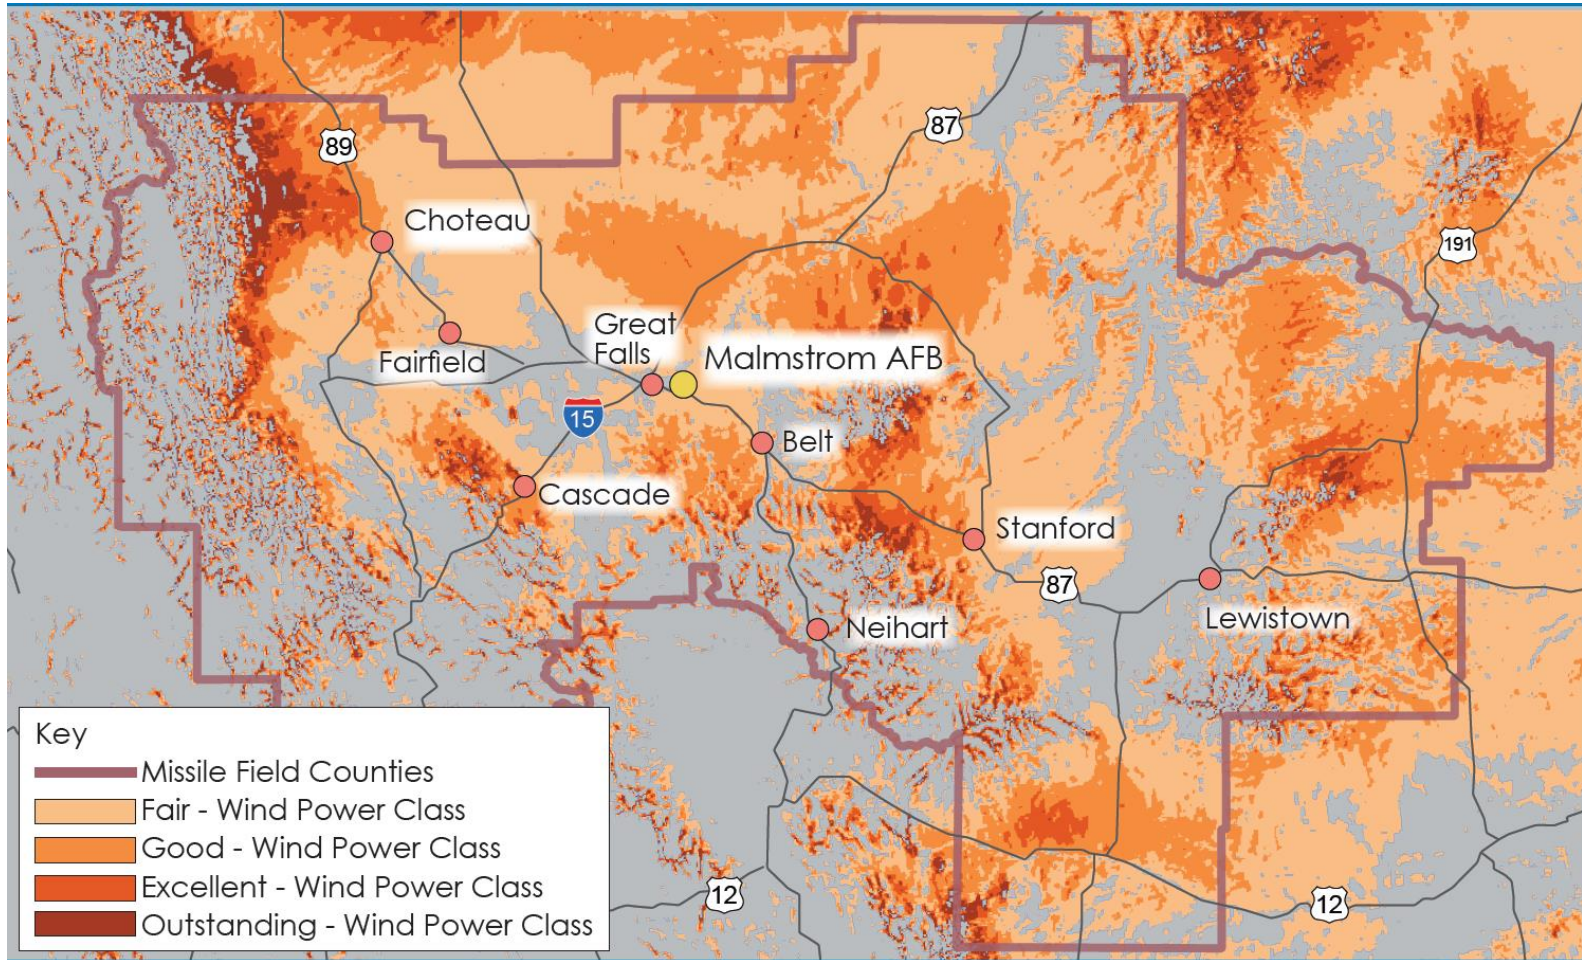 87
89
Choteau
191
Great
Falls
Malmstrom AFB
Fairfield
15
Belt
Cascade
Stanford
87
Lewistown
Neihart
Key
Missile Field Counties
Fair - Wind Power Class
Good - Wind Power Class
Excellent - Wind Power Class
Outstanding - Wind Power Class
12
12